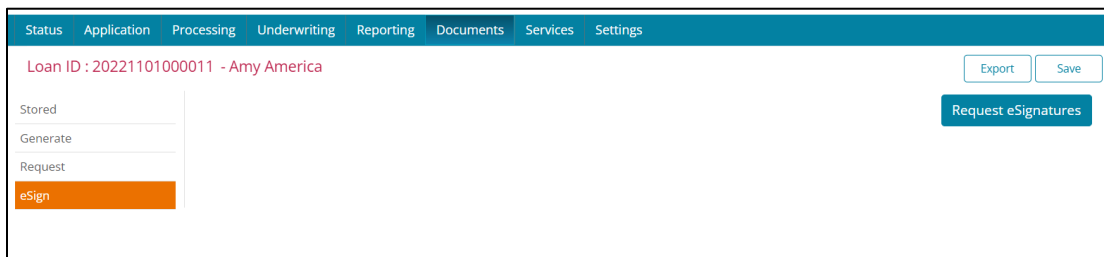 Status Application Processing Underwriting Reporting Documents Services Settings
Loan ID : 20221101000011 - Amy America
Export Save
Stored
Request eSignatures
Generate
Request
eSign